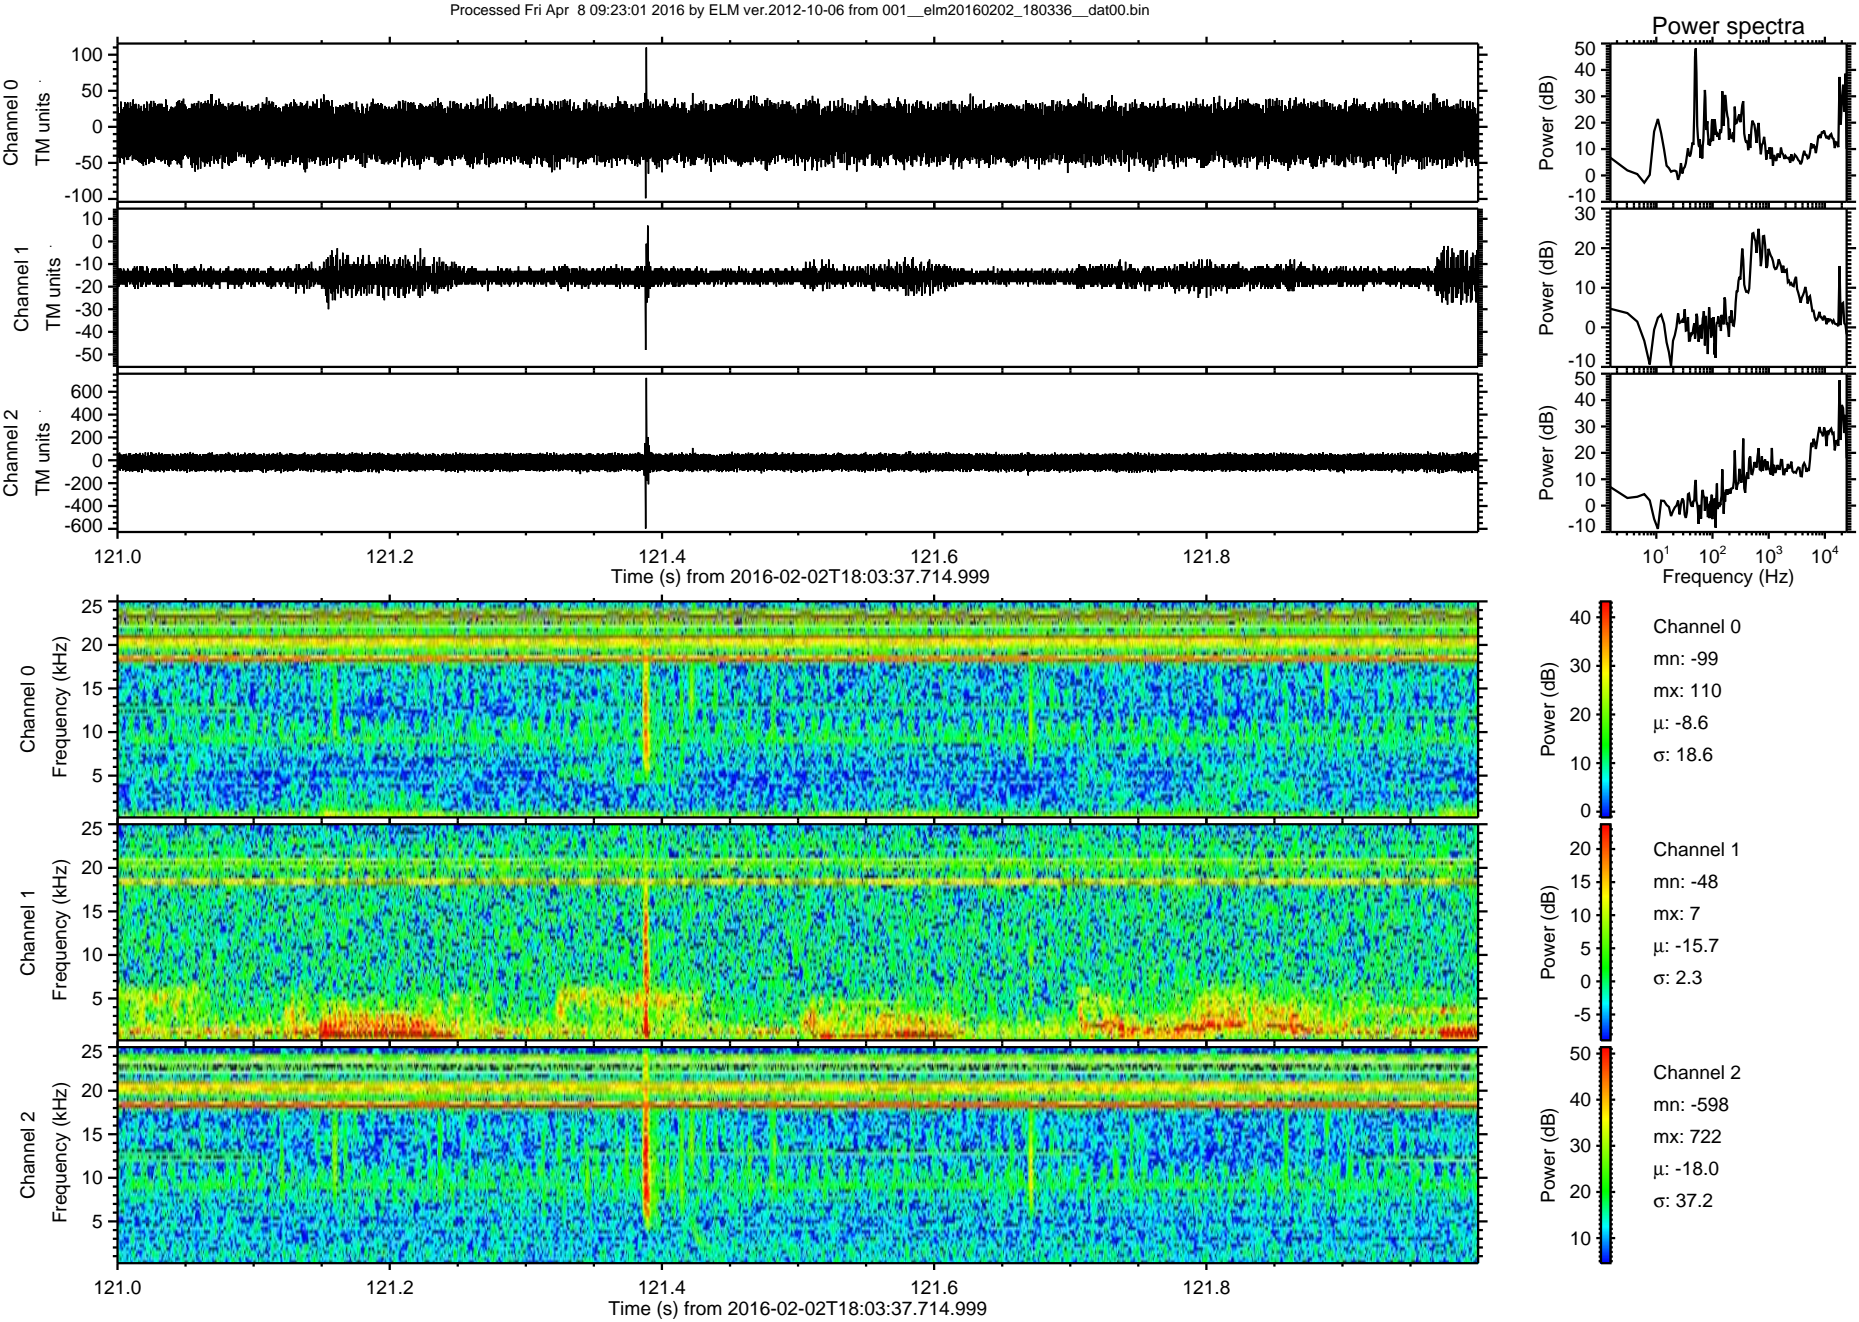 Processed Fri Apr  8 09:23:01 2016 by ELM ver.2012-10-06 from 001__elm20160202_180336__dat00.bin
Power spectra
Channel 0
TM units
100
50
0
-50
-100
Power (dB)
50
40
30
20
10
0
-10
Channel 1
TM units
10
0
-10
-20
-30
-40
-50
Power (dB)
30
20
10
0
-10
Channel 2
TM units
600
400
200
0
-200
-400
-600
Power (dB)
50
40
30
20
10
0
-10
121.0 121.2 121.4 121.6 121.8
Time (s) from 2016-02-02T18:03:37.714.999
10¹ 10² 10³ 10⁴
Frequency (Hz)
Channel 0
Frequency (kHz)
25
20
15
10
5
Power (dB)
40
30
20
10
0
Channel 0
mn: -99
mx: 110
μ: -8.6
σ: 18.6
Channel 1
Frequency (kHz)
25
20
15
10
5
Power (dB)
20
15
10
5
0
-5
Channel 1
mn: -48
mx: 7
μ: -15.7
σ: 2.3
Channel 2
Frequency (kHz)
25
20
15
10
5
Power (dB)
50
40
30
20
10
Channel 2
mn: -598
mx: 722
μ: -18.0
σ: 37.2
121.0 121.2 121.4 121.6 121.8
Time (s) from 2016-02-02T18:03:37.714.999